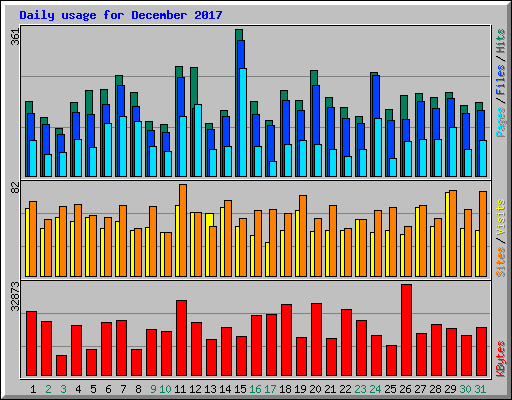 Daily usage for December 2017
361
Pages / Files / Hits
82
Sites / Visits
32873
KBytes
1 2 3 4 5 6 7 8 9 10 11 12 13 14 15 16 17 18 19 20 21 22 23 24 25 26 27 28 29 30 31